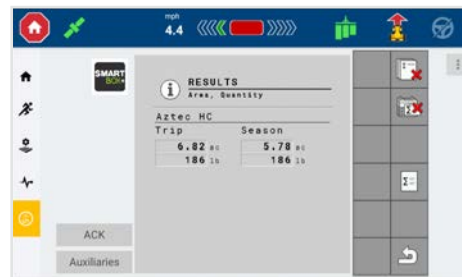 mph
4.4
SMART
BOX+
i RESULTS
Area, Quantity
Aztec HC
Trip Season
6.82 ac 5.78 ac
186 lb 186 lb
Σ
ACK
Auxiliaries